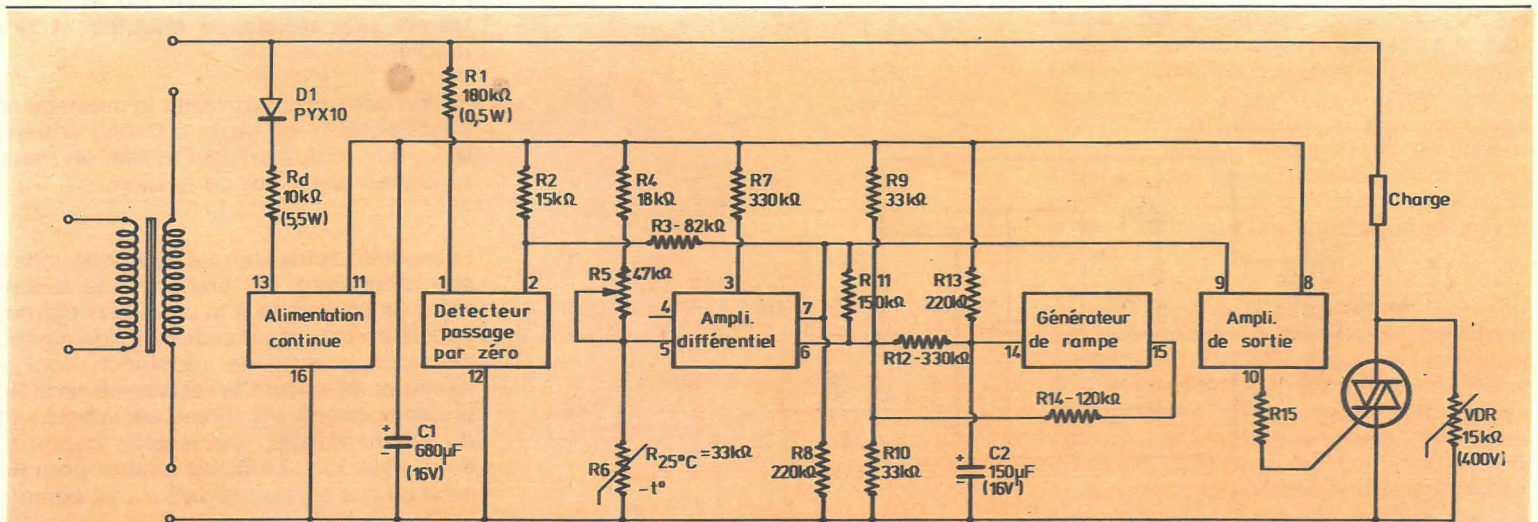 D1
PYX10
Rd
10kΩ
(5,5W)
R1
180kΩ
(0,5W)
R2
15kΩ
R4
18kΩ
R7
330kΩ
R9
33kΩ
Charge
R3-82kΩ
R5
47kΩ
R11
150kΩ
R13
220kΩ
13
11
1
2
3
4
5
7
6
9
8
Alimentation
continue
Detecteur
passage
par zéro
Ampli.
différentiel
R12-330kΩ
14
Générateur
de rampe
15
Ampli.
de sortie
16
12
10
R14-120kΩ
+
-
C1
680µF
(16V)
R6
R25°C =33kΩ
-t°
R8
220kΩ
R10
33kΩ
+
-
C2
150µF
(16V)
R15
VDR
15kΩ
(400V)